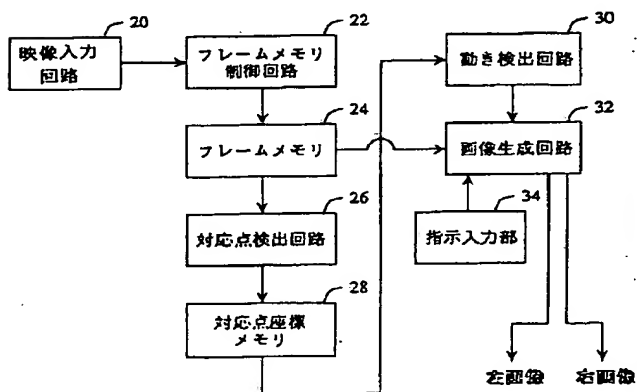 20
映像入力
回路
22
フレームメモリ
制御回路
24
フレームメモリ
26
対応点検出回路
28
対応点座標
メモリ
30
動き検出回路
32
画像生成回路
34
指示入力部
左画像
右画像